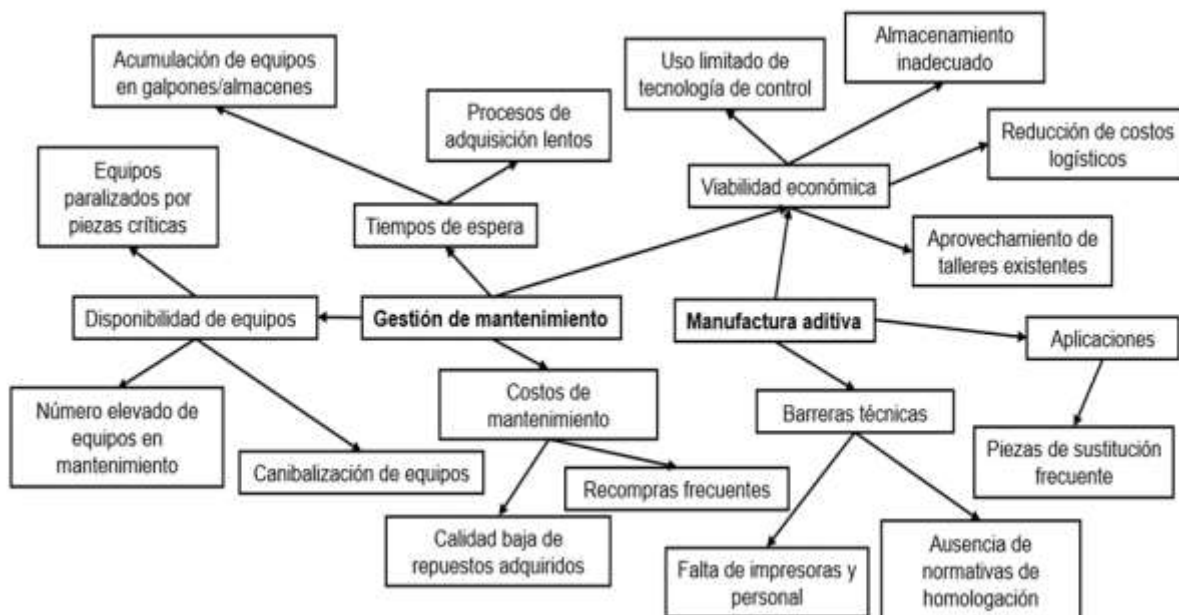 Acumulación de equipos
en galpones/almacenes
Uso limitado de
tecnología de control
Almacenamiento
inadecuado
Procesos de
adquisición lentos
Reducción de costos
logísticos
Equipos
paralizados por
piezas críticas
Viabilidad económica
Tiempos de espera
Aprovechamiento de
talleres existentes
Disponibilidad de equipos
Gestión de mantenimiento
Manufactura aditiva
Aplicaciones
Número elevado de
equipos en
mantenimiento
Costos de
mantenimiento
Barreras técnicas
Canibalización de equipos
Recompras frecuentes
Piezas de sustitución
frecuente
Calidad baja de
repuestos adquiridos
Falta de impresoras y
personal
Ausencia de
normativas de
homologación